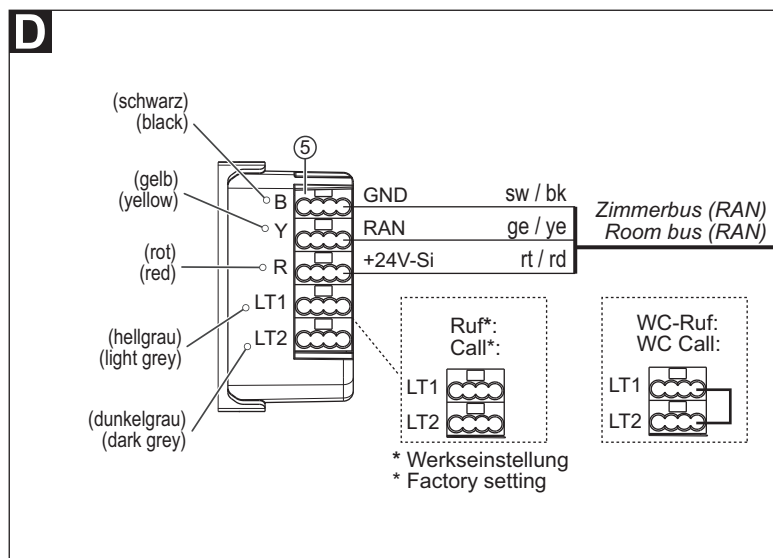 D
(schwarz)
(black)
5
(gelb)
(yellow)
B
GND
sw / bk
Y
RAN
ge / ye
Zimmerbus (RAN)
Room bus (RAN)
(rot)
(red)
R
+24V-Si
rt / rd
LT1
(hellgrau)
(light grey)
LT2
(dunkelgrau)
(dark grey)
Ruf*:
Call*:
LT1
LT2
* Werkseinstellung
* Factory setting
WC-Ruf:
WC Call:
LT1
LT2